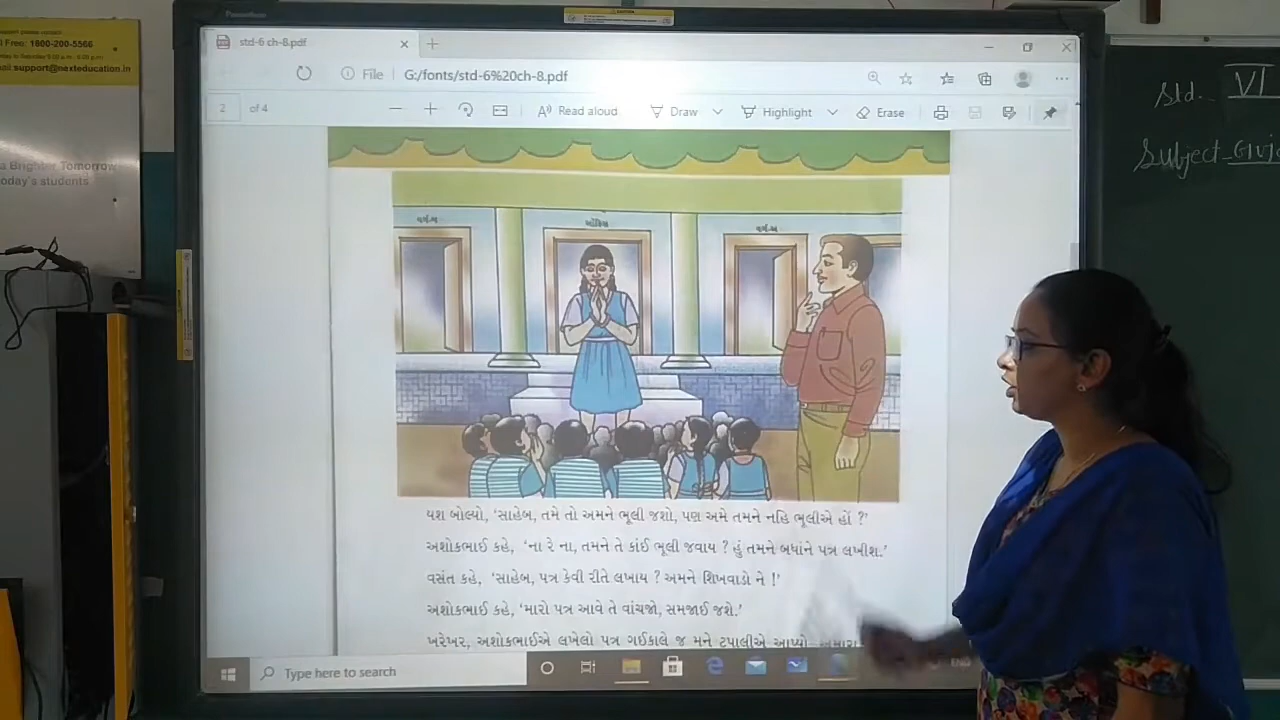 CAUTION
Free: 1800-200-5566
support@nexteducation.in
a Brighter Tomorrow
today's students
std-6 ch-8.pdf
File G:/fonts/std-6%20ch-8.pdf
2 of 4 Read aloud Draw Highlight Erase
Std. VI
Subject
વર્ગ-અ
ઑફિસ
યશ બોલ્યો, 'સાહેબ, તમે તો અમને ભૂલી જશો, પણ અમે તમને નહિ ભૂલીએ હોં ?'
અશોકભાઈ કહે, 'ના રે ના, તમને તે કાંઈ ભૂલી જવાય ? હું તમને બધાંને પત્ર લખીશ.'
વસંત કહે, 'સાહેબ, પત્ર કેવી રીતે લખાય ? અમને શિખવાડો ને !'
અશોકભાઈ કહે, 'મારો પત્ર આવે તે વાંચજો, સમજાઈ જશે.'
ખરેખર, અશોકભાઈએ લખેલો પત્ર ગઈકાલે જ મને ટપાલીએ આપ્યો
Type here to search